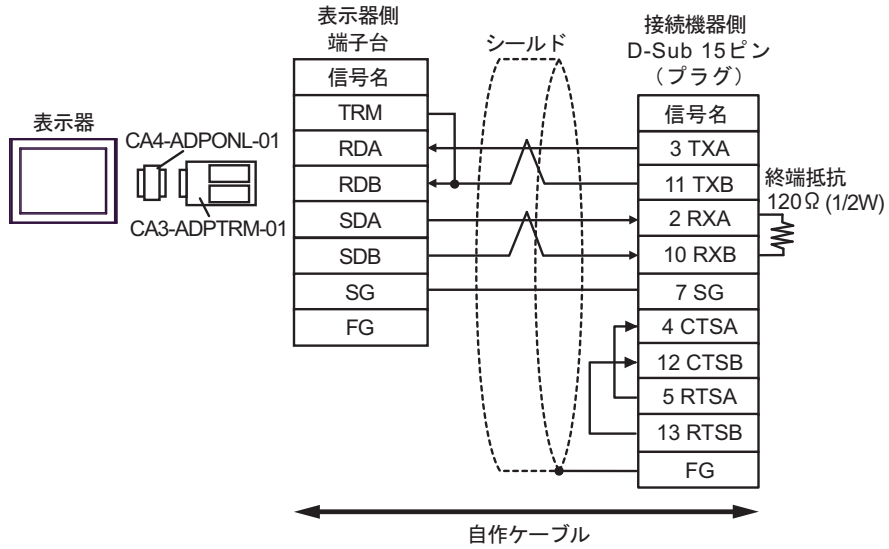 表示器側
端子台
信号名
TRM
RDA
RDB
SDA
SDB
SG
FG
表示器
CA4-ADPONL-01
CA3-ADPTRM-01
シールド
接続機器側
D-Sub 15ピン
（プラグ）
信号名
3 TXA
11 TXB
2 RXA
10 RXB
7 SG
4 CTSA
12 CTSB
5 RTSA
13 RTSB
FG
終端抵抗
120Ω (1/2W)
自作ケーブル